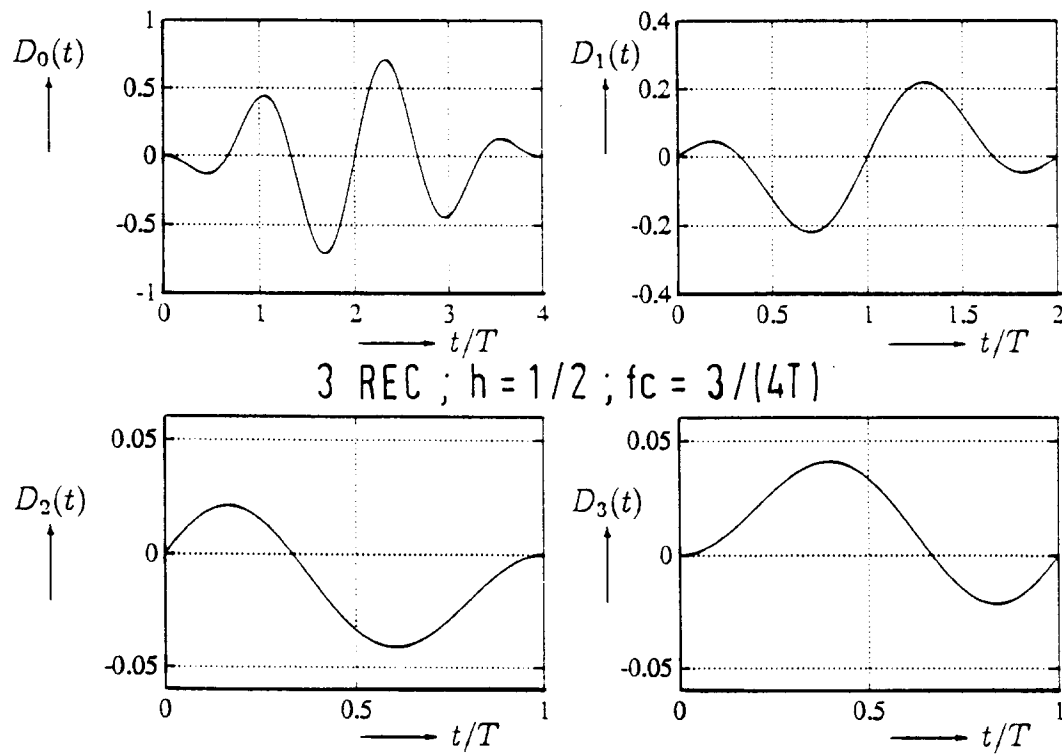 D₀(t)
1
0.5
0
-0.5
-1
0 1 2 3 4
t/T
D₁(t)
0.4
0.2
0
-0.2
-0.4
0 0.5 1 1.5 2
t/T
3 REC ; h = 1/2 ; fc = 3/(4T)
D₂(t)
0.05
0
-0.05
0 0.5 1
t/T
D₃(t)
0.05
0
-0.05
0 0.5 1
t/T